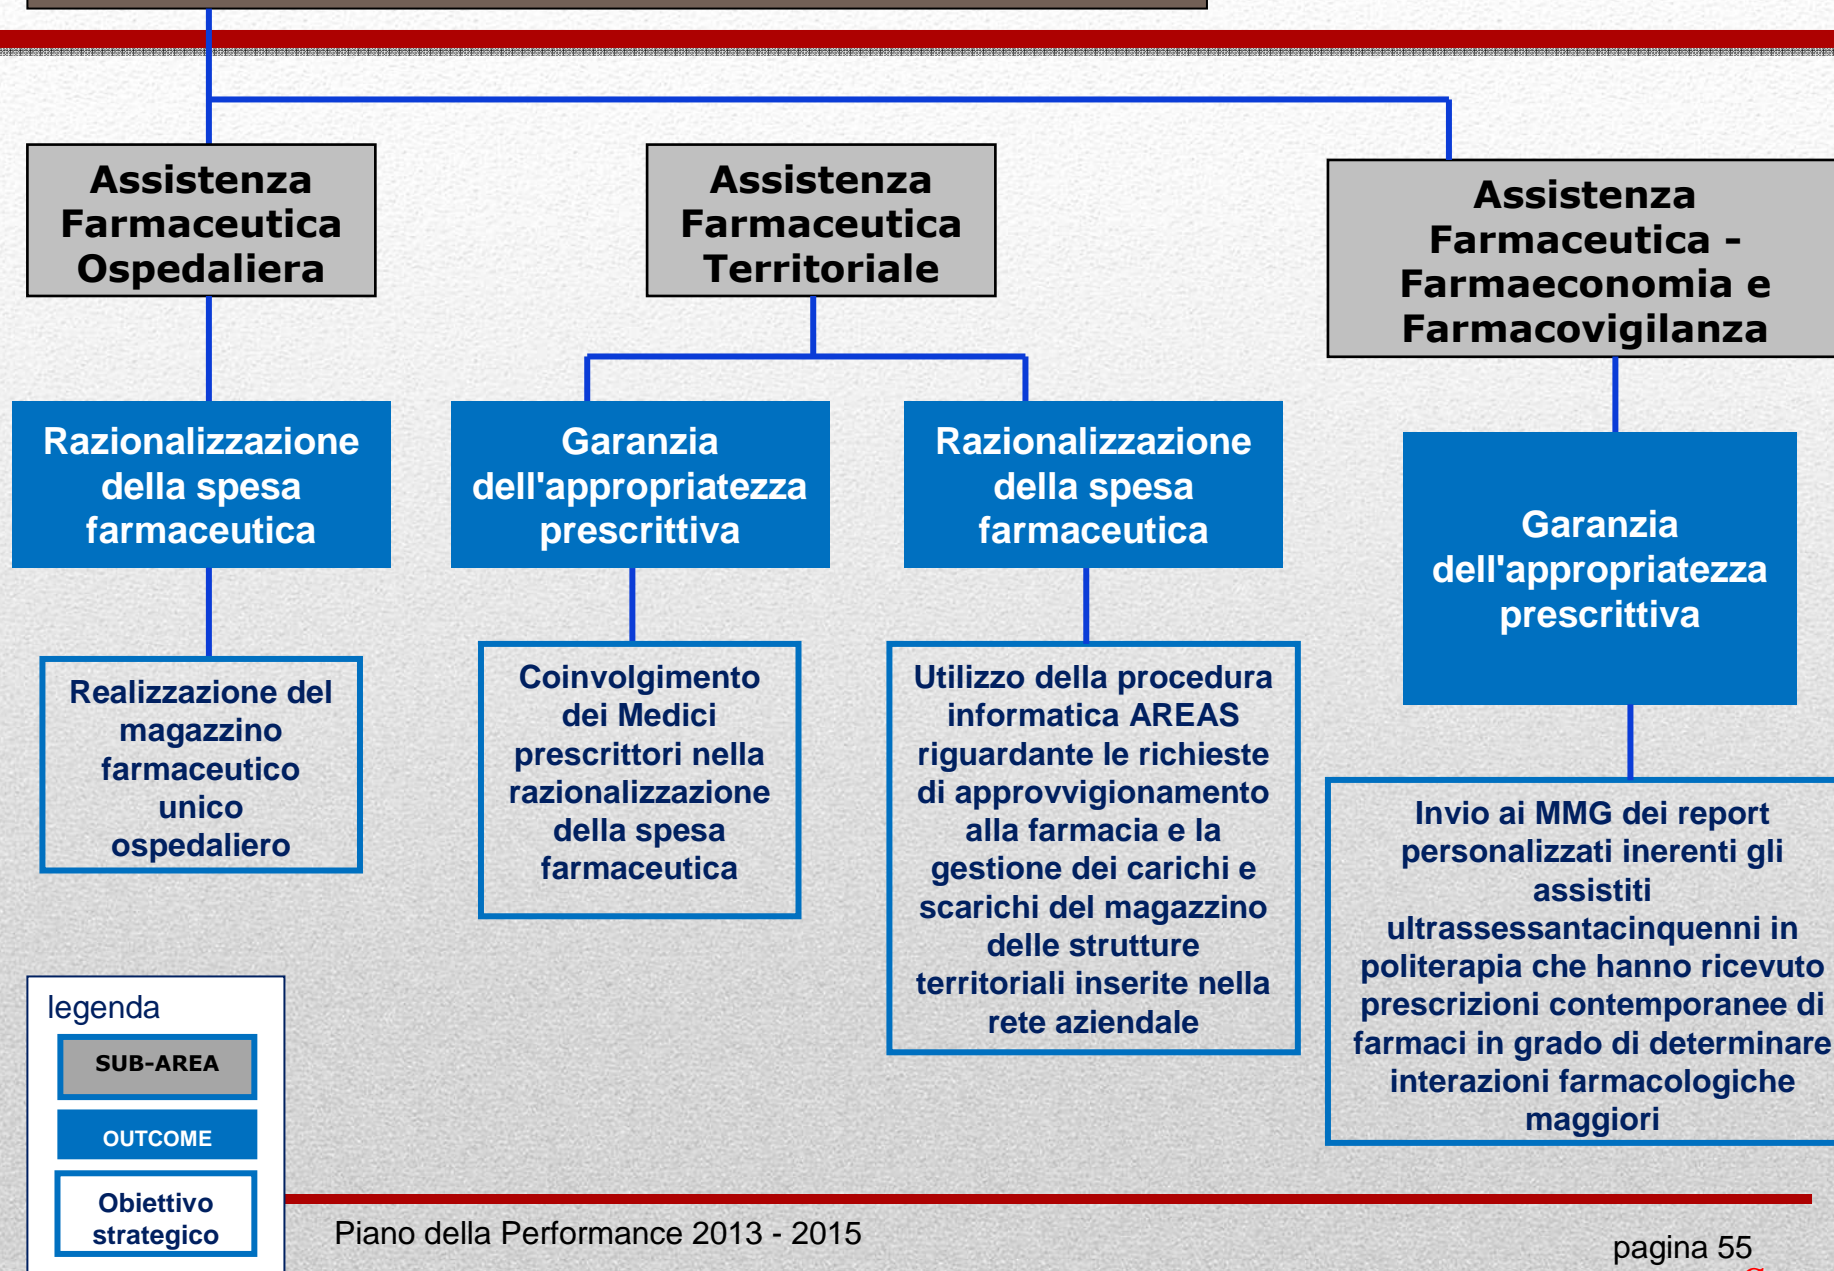 Assistenza
Farmaceutica
Ospedaliera
Assistenza
Farmaceutica
Territoriale
Assistenza
Farmaceutica -
Farmaeconomia e
Farmacovigilanza
Razionalizzazione
della spesa
farmaceutica
Garanzia
dell'appropriatezza
prescrittiva
Razionalizzazione
della spesa
farmaceutica
Garanzia
dell'appropriatezza
prescrittiva
Realizzazione del
magazzino
farmaceutico
unico
ospedaliero
Coinvolgimento
dei Medici
prescrittori nella
razionalizzazione
della spesa
farmaceutica
Utilizzo della procedura
informatica AREAS
riguardante le richieste
di approvvigionamento
alla farmacia e la
gestione dei carichi e
scarichi del magazzino
delle strutture
territoriali inserite nella
rete aziendale
Invio ai MMG dei report
personalizzati inerenti gli
assistiti
ultrassessantacinquenni in
politerapia che hanno ricevuto
prescrizioni contemporanee di
farmaci in grado di determinare
interazioni farmacologiche
maggiori
legenda
SUB-AREA
OUTCOME
Obiettivo
strategico
Piano della Performance 2013 - 2015
pagina 55